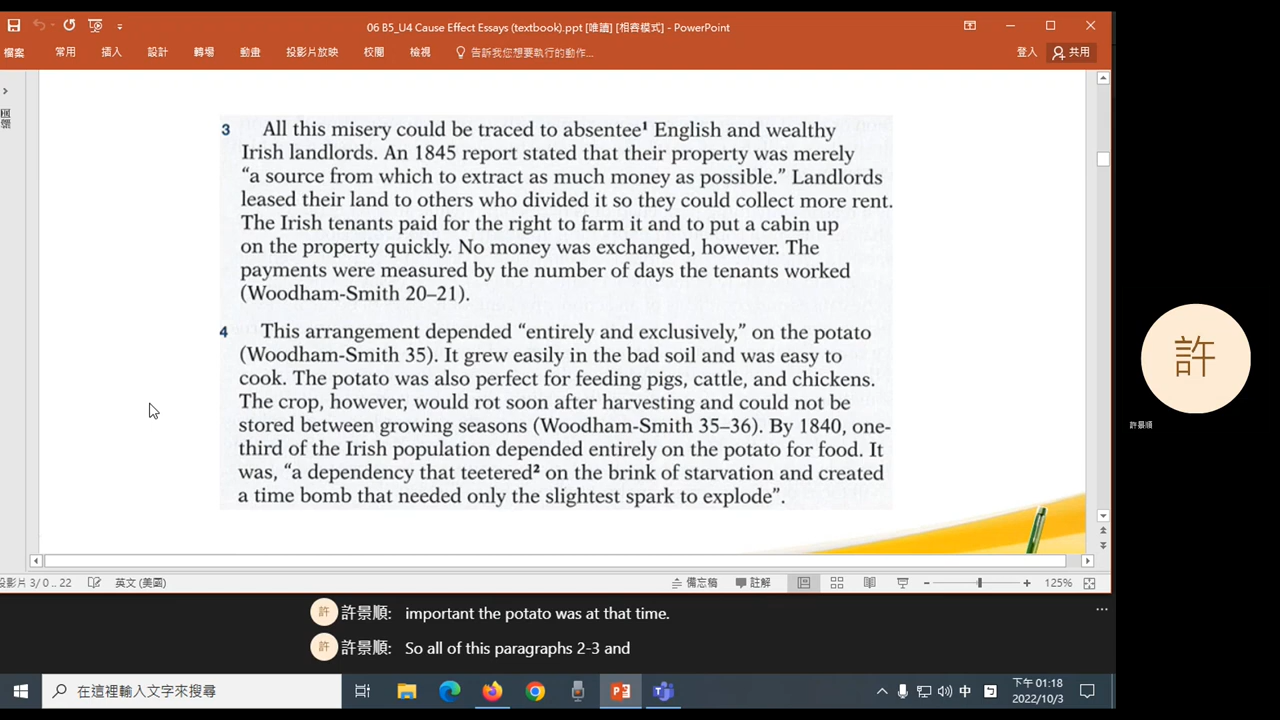 06 B5_U4 Cause Effect Essays (textbook).ppt [唯讀] [相容模式] - PowerPoint
檔案 常用 插入 設計 轉場 動畫 投影片放映 校閱 檢視 告訴我您想要執行的動作... 登入 共用
3 All this misery could be traced to absentee¹ English and wealthy
Irish landlords. An 1845 report stated that their property was merely
“a source from which to extract as much money as possible.” Landlords
leased their land to others who divided it so they could collect more rent.
The Irish tenants paid for the right to farm it and to put a cabin up
on the property quickly. No money was exchanged, however. The
payments were measured by the number of days the tenants worked
(Woodham-Smith 20–21).
4 This arrangement depended “entirely and exclusively,” on the potato
(Woodham-Smith 35). It grew easily in the bad soil and was easy to
cook. The potato was also perfect for feeding pigs, cattle, and chickens.
The crop, however, would rot soon after harvesting and could not be
stored between growing seasons (Woodham-Smith 35–36). By 1840, one-
third of the Irish population depended entirely on the potato for food. It
was, “a dependency that teetered² on the brink of starvation and created
a time bomb that needed only the slightest spark to explode”.
許
許景順
投影片 3/0 .. 22 英文 (美國) 備忘稿 註解 125%
許 許景順: important the potato was at that time.
許 許景順: So all of this paragraphs 2-3 and
在這裡輸入文字來搜尋 中 下午 01:18
2022/10/3